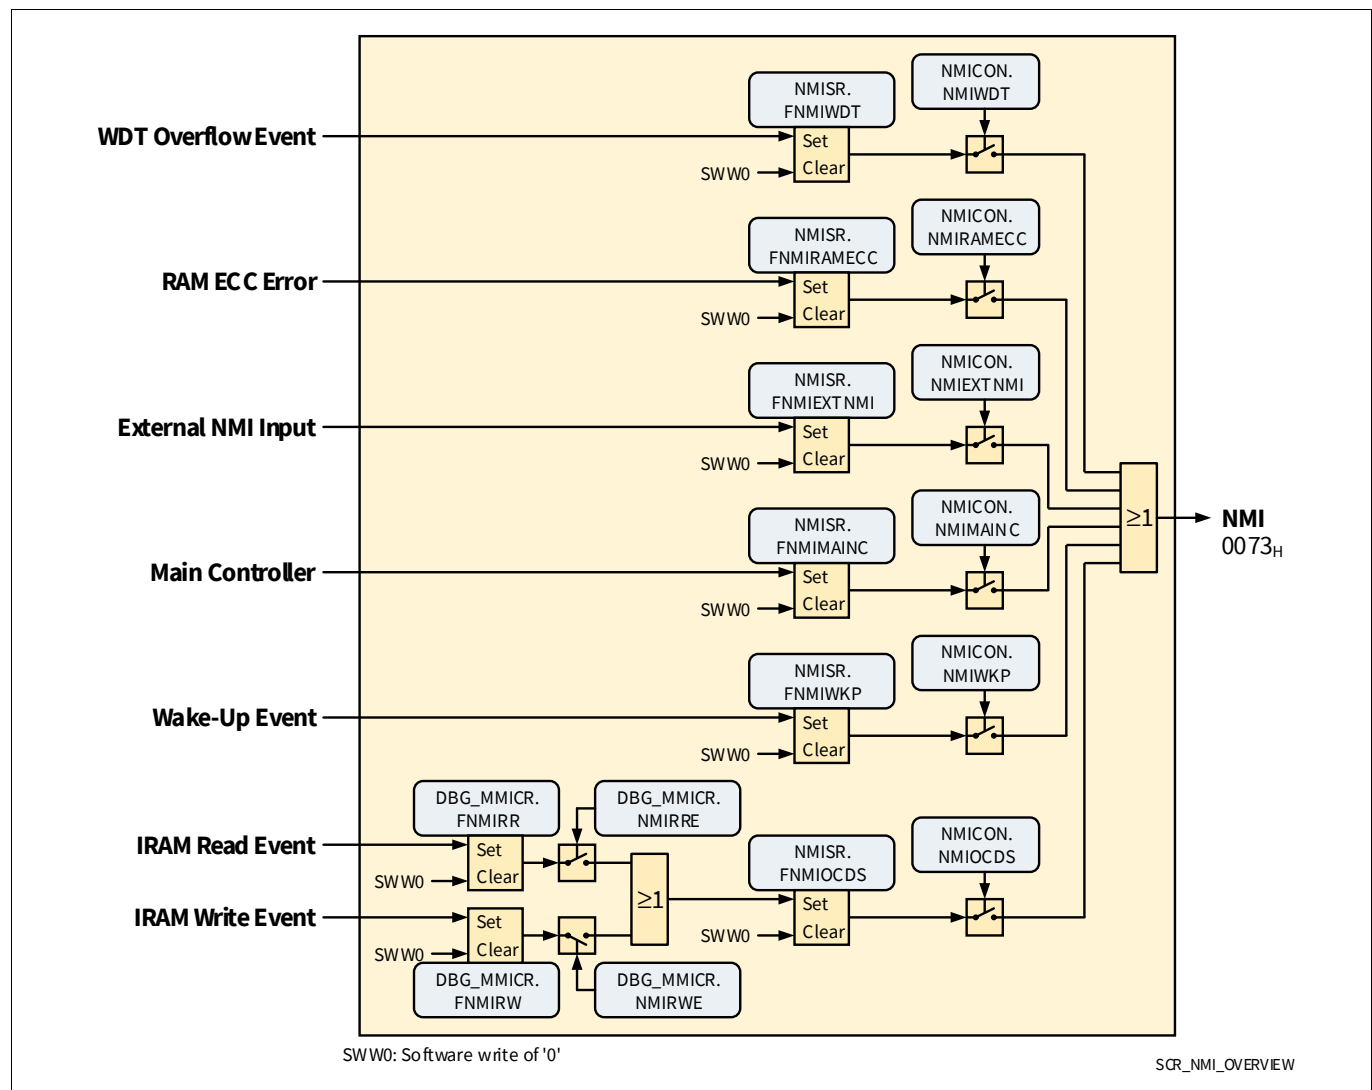 NMISR.
FNMIWDT
NMICON.
NMIWDT
WDT Overflow Event
Set
Clear
SWW0
NMISR.
FNMIRAMECC
NMICON.
NMIRAMECC
RAM ECC Error
Set
Clear
SWW0
NMISR.
FNMIEXTNMI
NMICON.
NMIEXTNMI
External NMI Input
Set
Clear
SWW0
≥1
NMI
0073H
NMISR.
FNMIMAINC
NMICON.
NMIMAINC
Main Controller
Set
Clear
SWW0
NMISR.
FNMIWKP
NMICON.
NMIWKP
Wake-Up Event
Set
Clear
SWW0
DBG_MMICR.
FNMIRR
DBG_MMICR.
NMIRRE
IRAM Read Event
Set
Clear
SWW0
IRAM Write Event
Set
Clear
SWW0
DBG_MMICR.
FNMIRW
DBG_MMICR.
NMIRWE
≥1
NMISR.
FNMIOCDS
NMICON.
NMIOCDS
Set
Clear
SWW0
SWW0: Software write of '0'
SCR_NMI_OVERVIEW